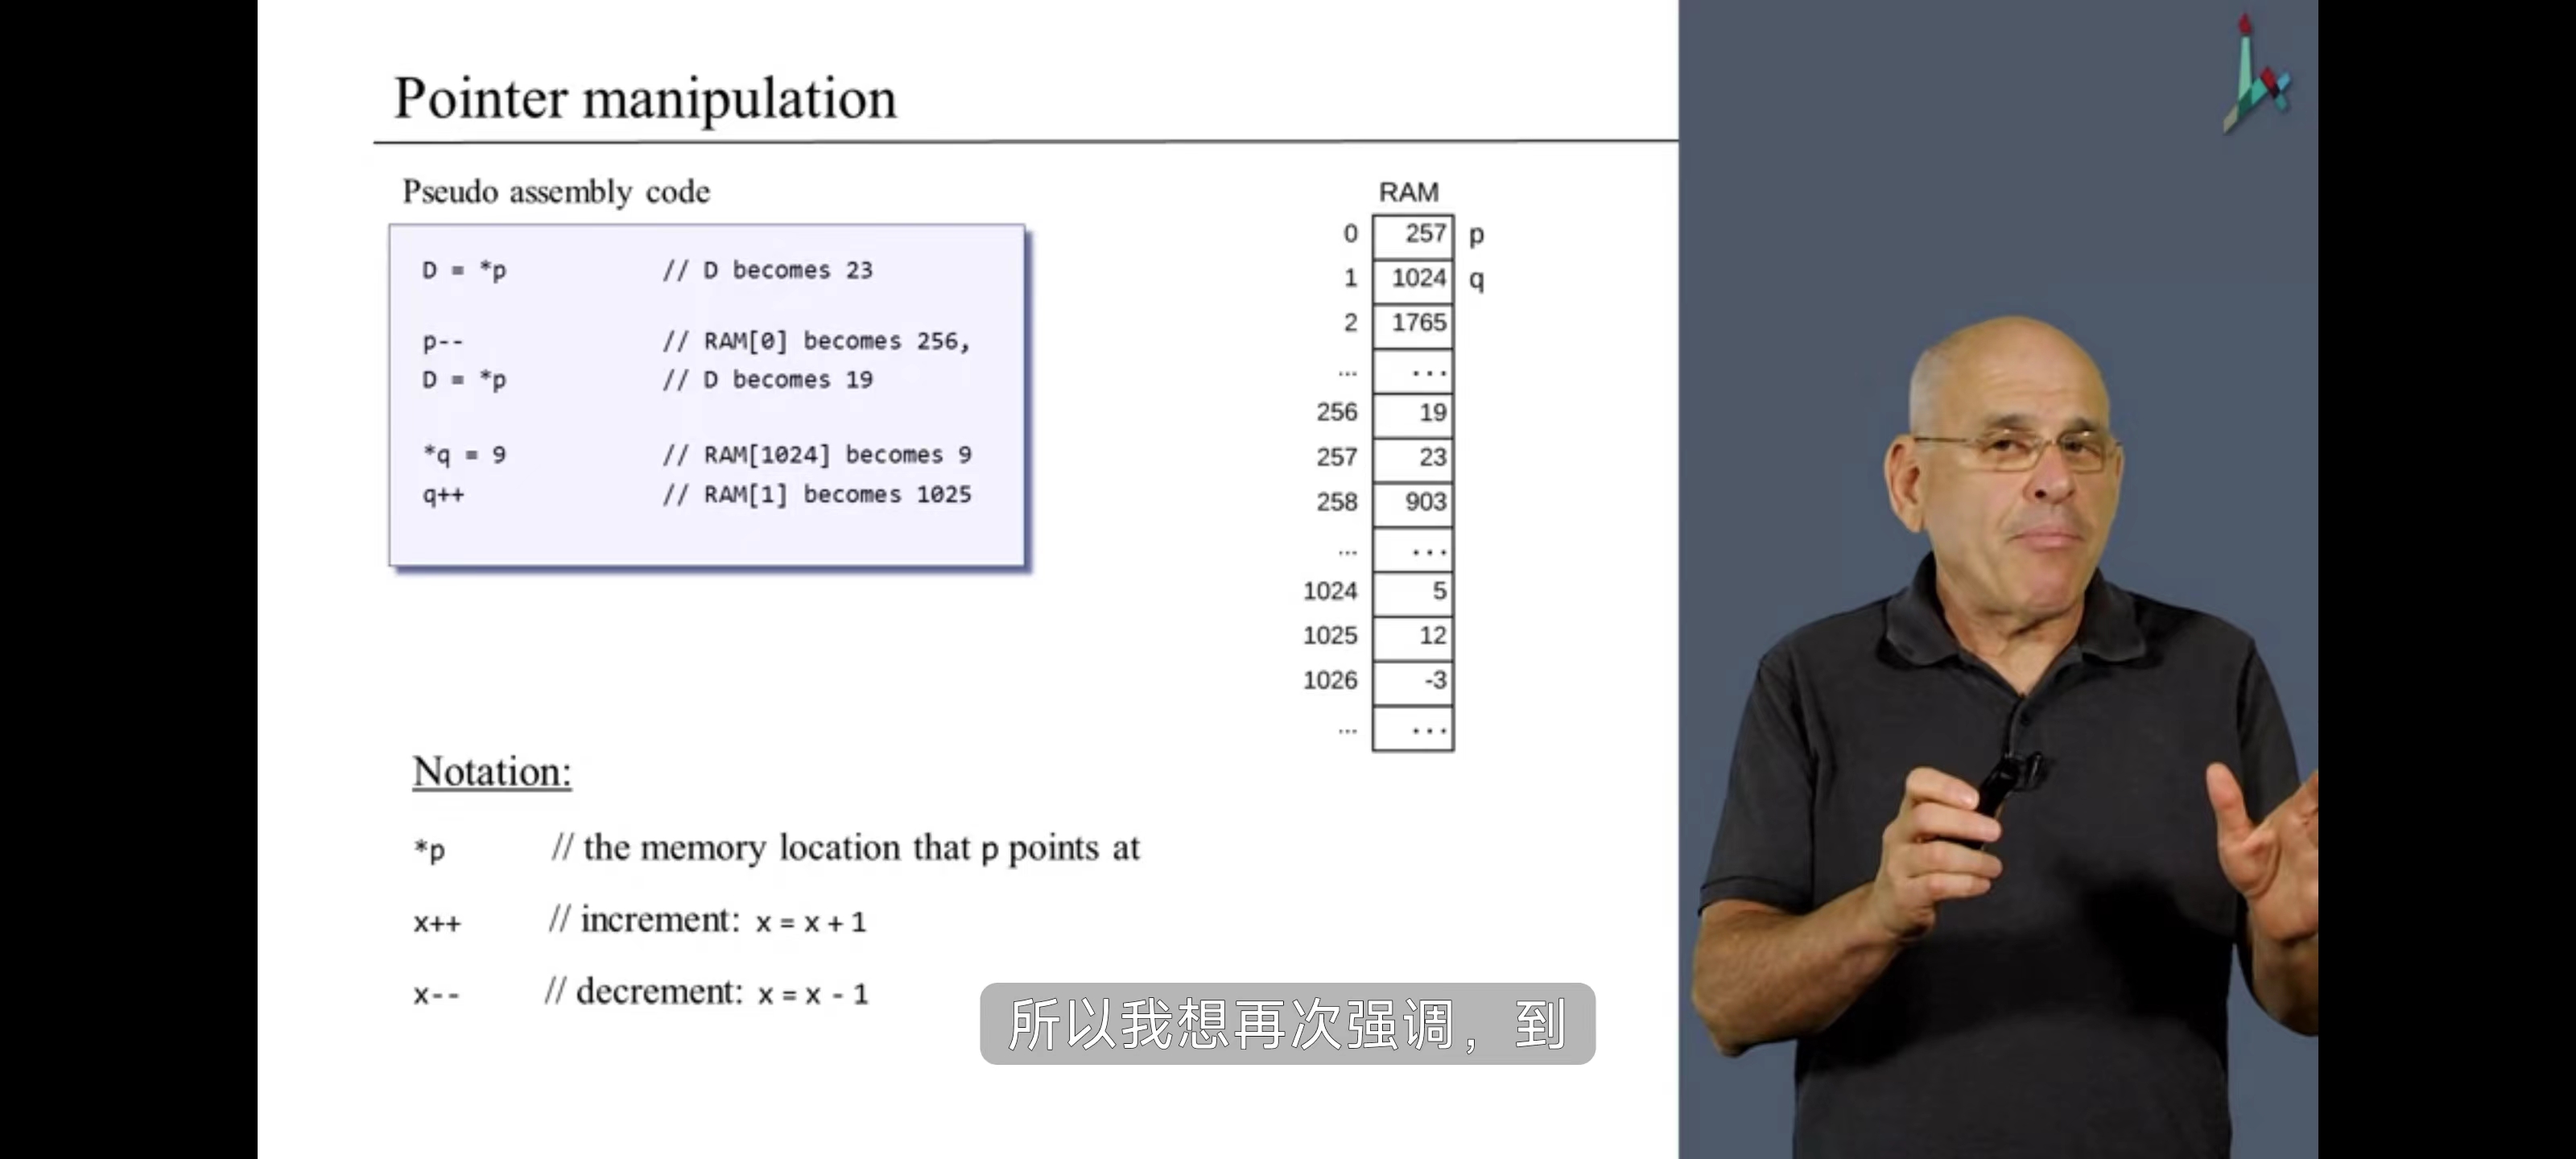 Pointer manipulation
Pseudo assembly code
D = *p // D becomes 23
p-- // RAM[0] becomes 256,
D = *p // D becomes 19
*q = 9 // RAM[1024] becomes 9
q++ // RAM[1] becomes 1025
RAM
0 257 p
1 1024 q
2 1765
... ...
256 19
257 23
258 903
... ...
1024 5
1025 12
1026 -3
... ...
Notation:
*p // the memory location that p points at
x++ // increment: x = x + 1
x-- // decrement: x = x - 1
所以我想再次强调，到